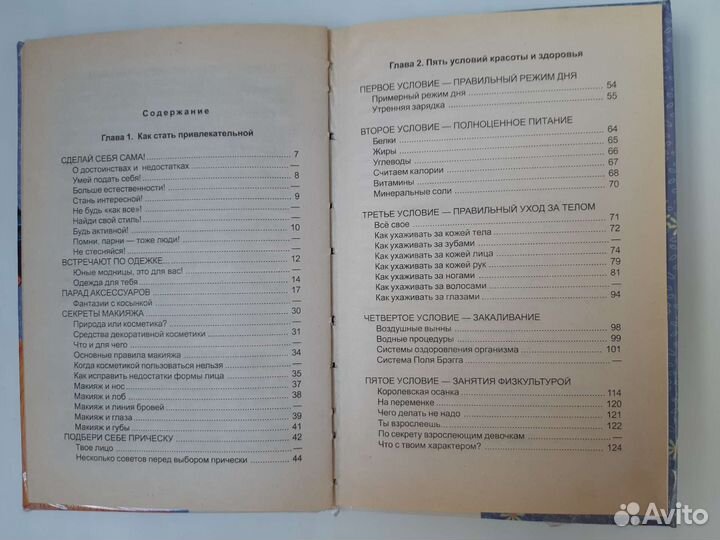 Содержание
Глава 1. Как стать привлекательной
СДЕЛАЙ СЕБЯ САМА! 7
О достоинствах и недостатках —
Умей подать себя! 8
Больше естественности! —
Стань интересной! 9
Не будь «как все»! —
Найди свой стиль! —
Будь активной! 10
Помни, парни — тоже люди! —
Не стесняйся! —
ВСТРЕЧАЮТ ПО ОДЕЖКЕ 12
Юные модницы, это для вас! —
Одежда для тебя 14
ПАРАД АКСЕССУАРОВ 17
Фантазии с косынкой —
СЕКРЕТЫ МАКИЯЖА 30
Природа или косметика? —
Средства декоративной косметики 31
Что и для чего —
Основные правила макияжа 34
Когда косметикой пользоваться нельзя —
Как исправить недостатки формы лица 35
Макияж и нос 37
Макияж и лоб 38
Макияж и линия бровей —
Макияж и глаза 39
Макияж и губы 41
ПОДБЕРИ СЕБЕ ПРИЧЕСКУ 42
Твое лицо —
Несколько советов перед выбором прически 44
Глава 2. Пять условий красоты и здоровья
ПЕРВОЕ УСЛОВИЕ — ПРАВИЛЬНЫЙ РЕЖИМ ДНЯ
Примерный режим дня 54
Утренняя зарядка 55
ВТОРОЕ УСЛОВИЕ — ПОЛНОЦЕННОЕ ПИТАНИЕ
Белки 64
Жиры 65
Углеводы 66
Считаем калории 67
Витамины 68
Минеральные соли 70
ТРЕТЬЕ УСЛОВИЕ — ПРАВИЛЬНЫЙ УХОД ЗА ТЕЛОМ
Всё свое 71
Как ухаживать за кожей тела 72
Как ухаживать за зубами —
Как ухаживать за кожей лица 74
Как ухаживать за кожей рук 79
Как ухаживать за ногами 81
Как ухаживать за волосами —
Как ухаживать за глазами 94
ЧЕТВЕРТОЕ УСЛОВИЕ — ЗАКАЛИВАНИЕ
Воздушные вынны 98
Водные процедуры 99
Системы оздоровления организма 101
Система Поля Брэгга —
ПЯТОЕ УСЛОВИЕ — ЗАНЯТИЯ ФИЗКУЛЬТУРОЙ
Королевская осанка 114
На переменке 120
Чего делать не надо 121
Ты взрослеешь 122
По секрету взрослеющим девочкам —
Что с твоим характером? 124
Avito